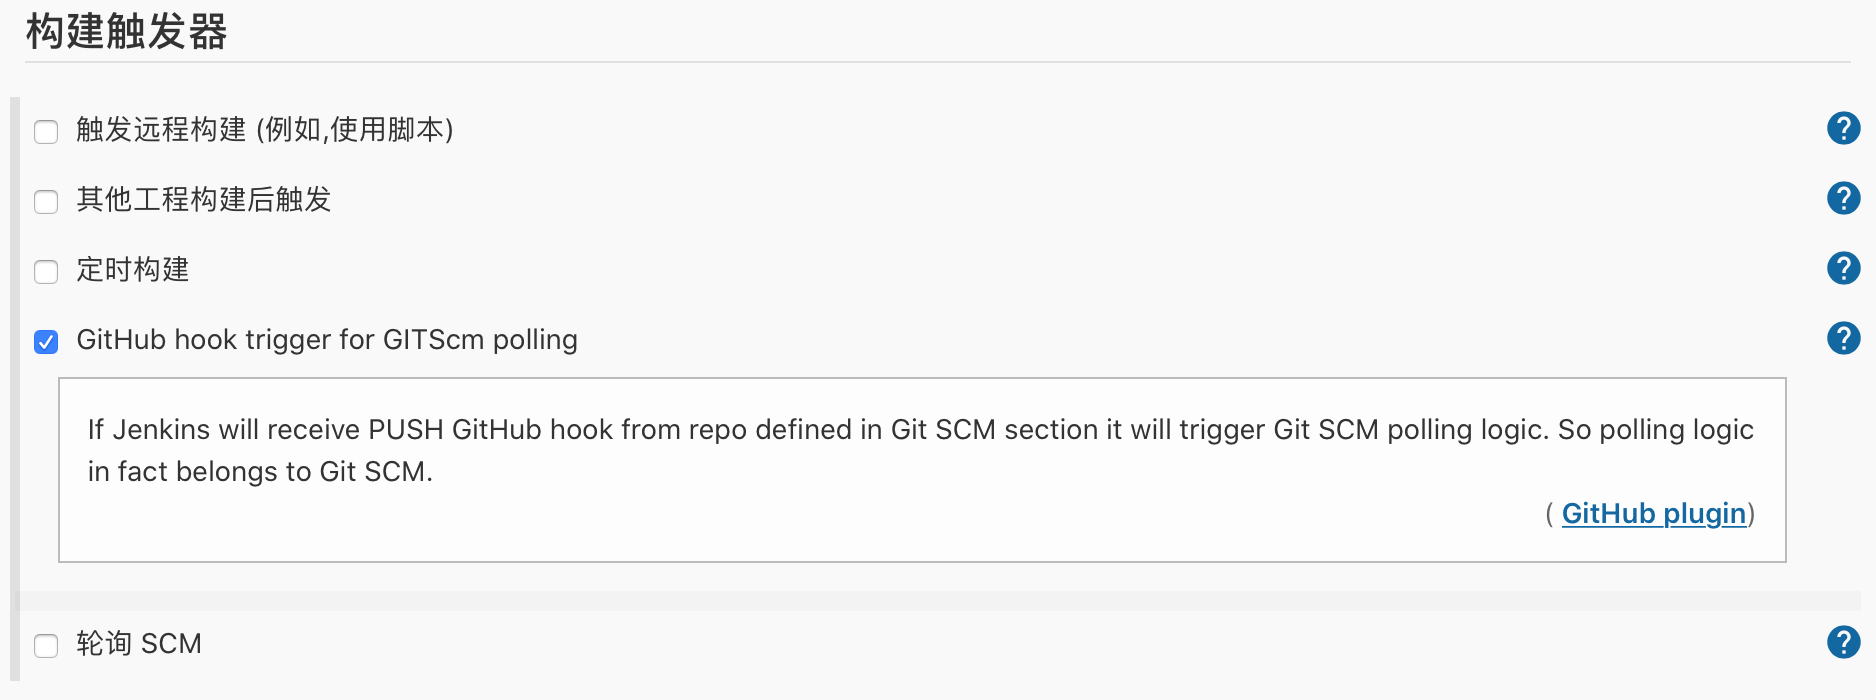 构建触发器
触发远程构建 (例如,使用脚本)
其他工程构建后触发
定时构建
GitHub hook trigger for GITScm polling
If Jenkins will receive PUSH GitHub hook from repo defined in Git SCM section it will trigger Git SCM polling logic. So polling logic
in fact belongs to Git SCM.
( GitHub plugin)
轮询 SCM